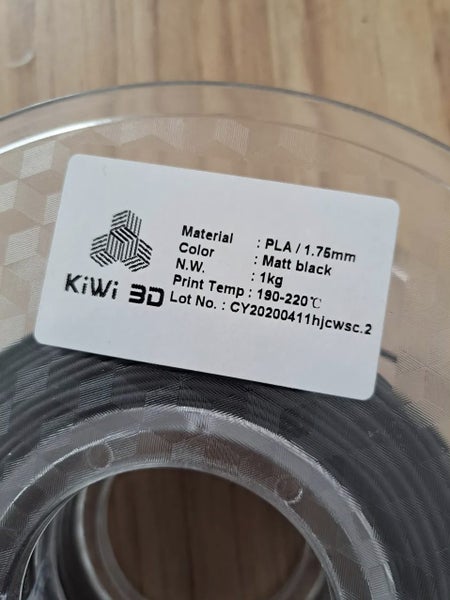 KiWi 3D
Material : PLA / 1.75mm
Color : Matt black
N.W. : 1kg
Print Temp : 190-220℃
Lot No. : CY20200411hjcwsc.2